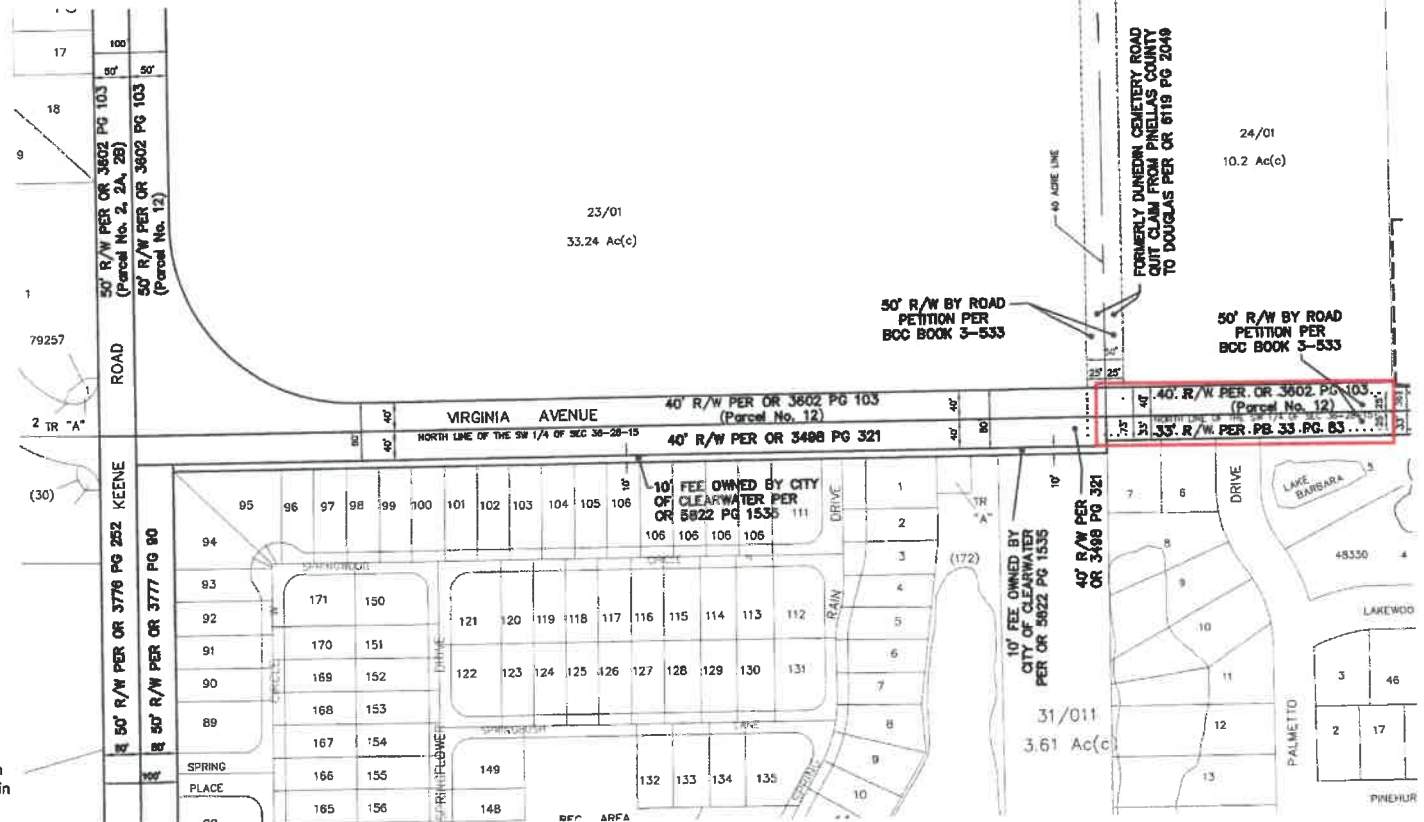 17
18
9
1
79257
1
2 TR "A"
(30)
100'
50' 50'
50' R/W PER OR 3602 PG 103
(Parcel No. 2, 2A, 2B)
50' R/W PER OR 3602 PG 103
(Parcel No. 12)
KEENE ROAD
50' R/W PER OR 3776 PG 252
50' R/W PER OR 3777 PG 90
100'
23/01
33.24 Ac(c)
40 ACRE LINE
FORMERLY DUNEDIN CEMETERY ROAD
QUIT CLAIM FROM PINELLAS COUNTY
TO DOUGLAS PER OR 6119 PG 2049
24/01
10.2 Ac(c)
50' R/W BY ROAD
PETITION PER
BCC BOOK 3-533
50' R/W BY ROAD
PETITION PER
BCC BOOK 3-533
25' 25'
VIRGINIA AVENUE
40' R/W PER OR 3602 PG 103
(Parcel No. 12)
NORTH LINE OF THE SW 1/4 OF SEC 36-28-15
40' R/W PER OR 3498 PG 321
80
40'
40'
40'
40'
80
40' R/W PER OR 3602 PG 103
(Parcel No. 12)
33' R/W PER PB 33 PG 83
40'
33'
73'
10' FEE OWNED BY CITY
OF CLEARWATER PER
OR 5822 PG 1535
10'
10' FEE OWNED BY
CITY OF CLEARWATER
PER OR 5822 PG 1535
10'
40' R/W PER
OR 3498 PG 321
95 96 97 98 99 100 101 102 103 104 105 106
106 106 106 106 111
94
93
92
91
90
89
SPRINGWOOD CIRCLE
CIRCLE
171 150
170 151
169 152
168 153
167 154
166 155
165 156
SPRINGFLOWER DRIVE
121 120 119 118 117 116 115 114 113 112
122 123 124 125 126 127 128 129 130 131
SPRINGBUSH LANE
149
148
132 133 134 135
REC AREA
SPRING
PLACE
SPRING RAIN DRIVE
1
2
3
4
5
6
7
8
9
10
TR
"A"
(172)
31/011
3.61 Ac(c
7 6
8
9
10
11
12
13
DRIVE
PALMETTO
LAKE
BARBARA
5
48330 4
LAKEWOO
3 46
2 17
PINEHUR
in